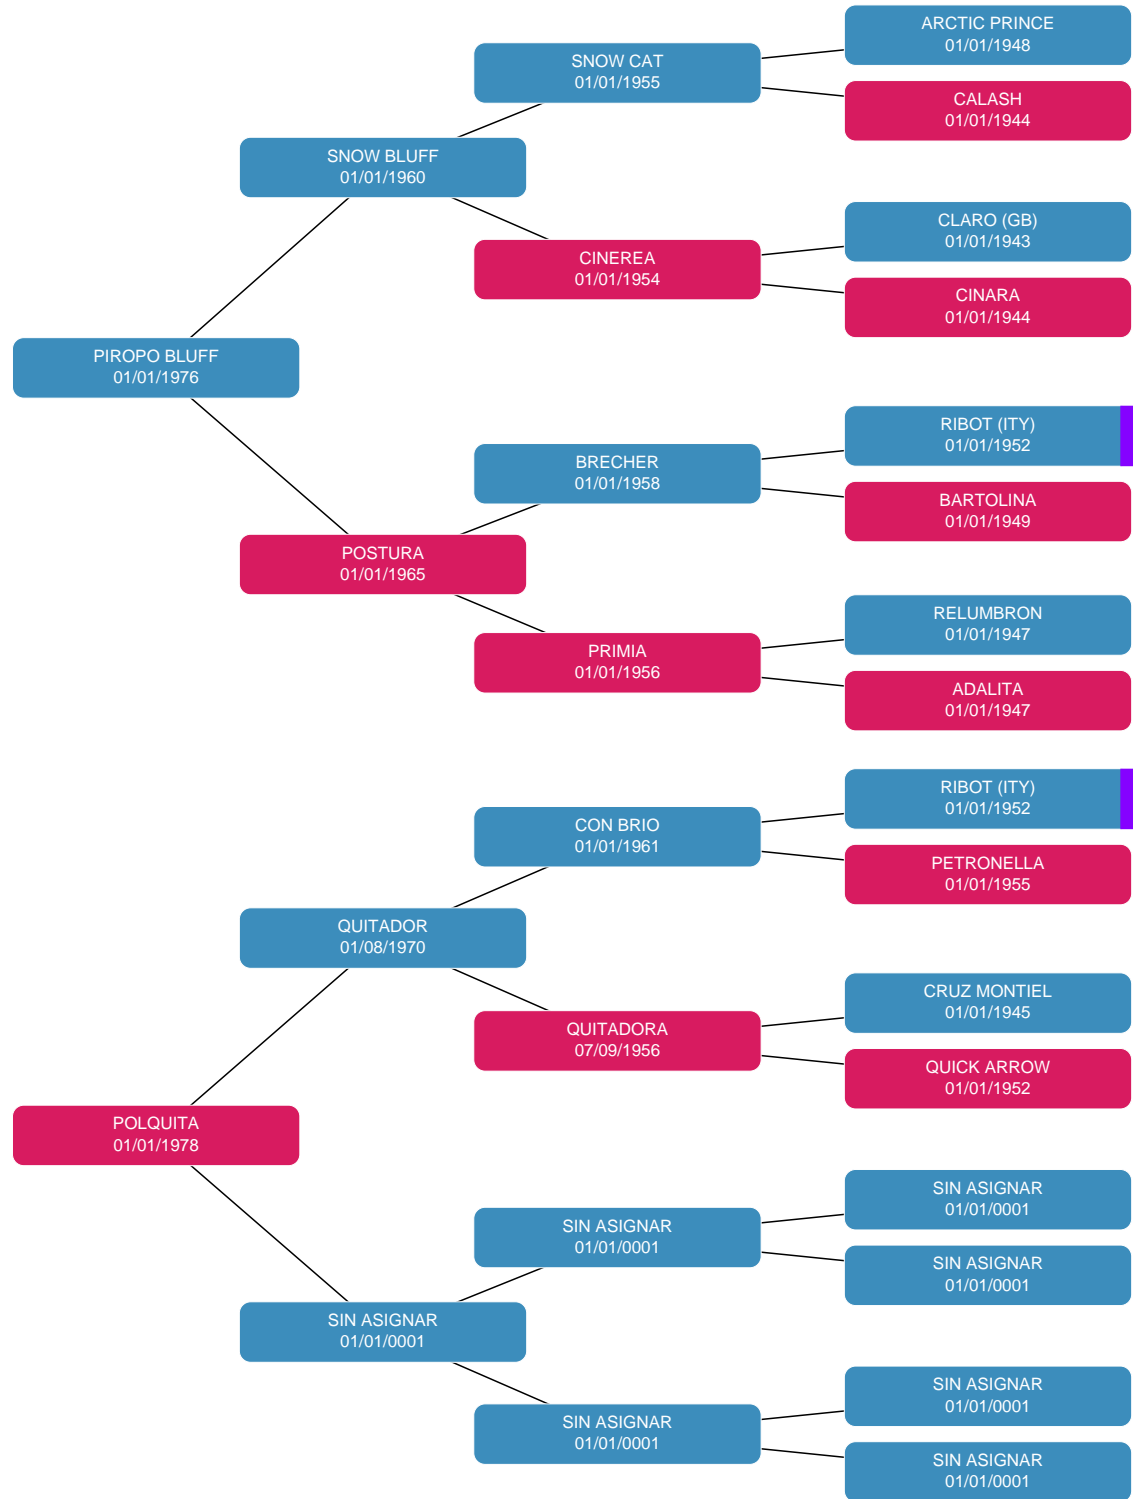 ARCTIC PRINCE
01/01/1948
SNOW CAT
01/01/1955
CALASH
01/01/1944
SNOW BLUFF
01/01/1960
CLARO (GB)
01/01/1943
CINEREA
01/01/1954
CINARA
01/01/1944
PIROPO BLUFF
01/01/1976
RIBOT (ITY)
01/01/1952
BRECHER
01/01/1958
BARTOLINA
01/01/1949
POSTURA
01/01/1965
RELUMBRON
01/01/1947
PRIMIA
01/01/1956
ADALITA
01/01/1947
RIBOT (ITY)
01/01/1952
CON BRIO
01/01/1961
PETRONELLA
01/01/1955
QUITADOR
01/08/1970
CRUZ MONTIEL
01/01/1945
QUITADORA
07/09/1956
QUICK ARROW
01/01/1952
POLQUITA
01/01/1978
SIN ASIGNAR
01/01/0001
SIN ASIGNAR
01/01/0001
SIN ASIGNAR
01/01/0001
SIN ASIGNAR
01/01/0001
SIN ASIGNAR
01/01/0001
SIN ASIGNAR
01/01/0001
SIN ASIGNAR
01/01/0001